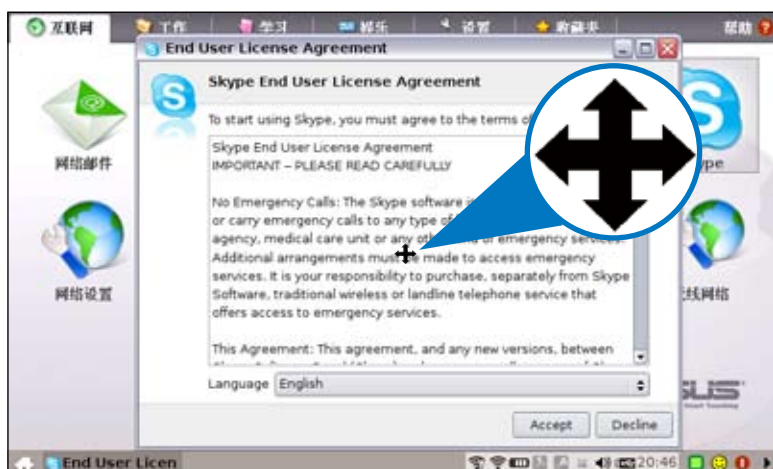 互联网 工作 学习 娱乐 设置 收藏夹 帮助
End User License Agreement
Skype End User License Agreement
To start using Skype, you must agree to the terms
Skype End User License Agreement
IMPORTANT – PLEASE READ CAREFULLY
No Emergency Calls: The Skype software
or carry emergency calls to any type of
agency, medical care unit or any of emergency services.
Additional arrangements must be made to access emergency
services. It is your responsibility to purchase, separately from Skype
Software, traditional wireless or landline telephone service that
offers access to emergency services.
This Agreement: This agreement, and any new versions, between
Language English
Accept Decline
网络邮件
网络设置
ype
线网络
End User Licen
20:46